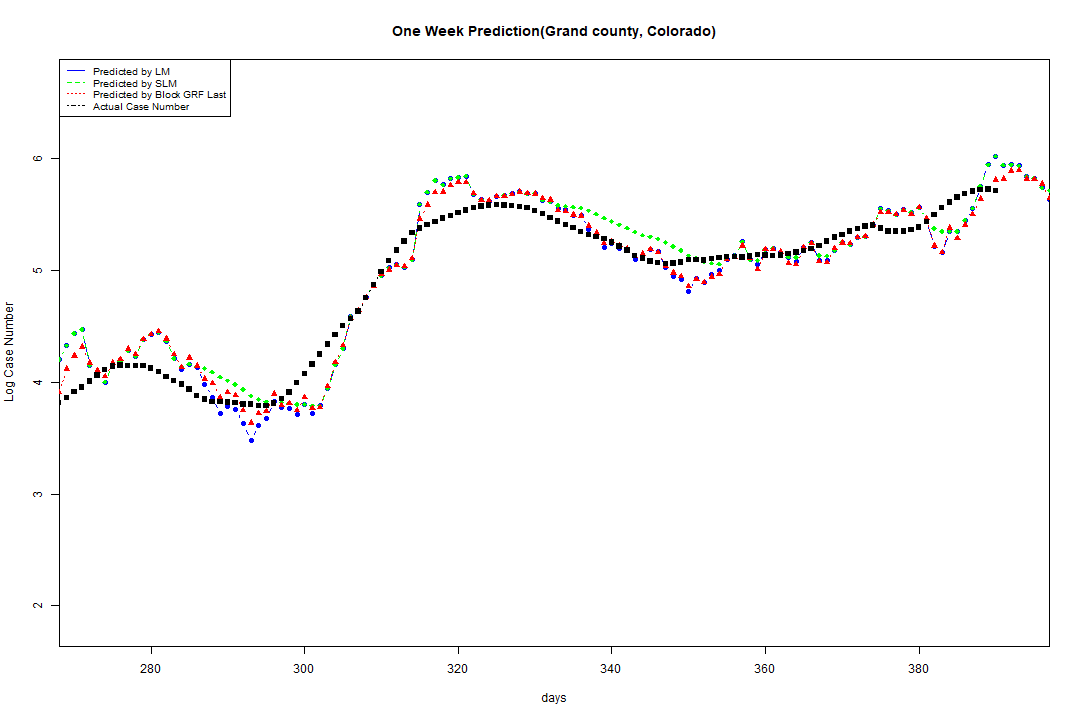 One Week Prediction(Grand county, Colorado)
Predicted by LM
Predicted by SLM
Predicted by Block GRF Last
Actual Case Number
6
5
4
3
2
Log Case Number
280
300
320
340
360
380
days